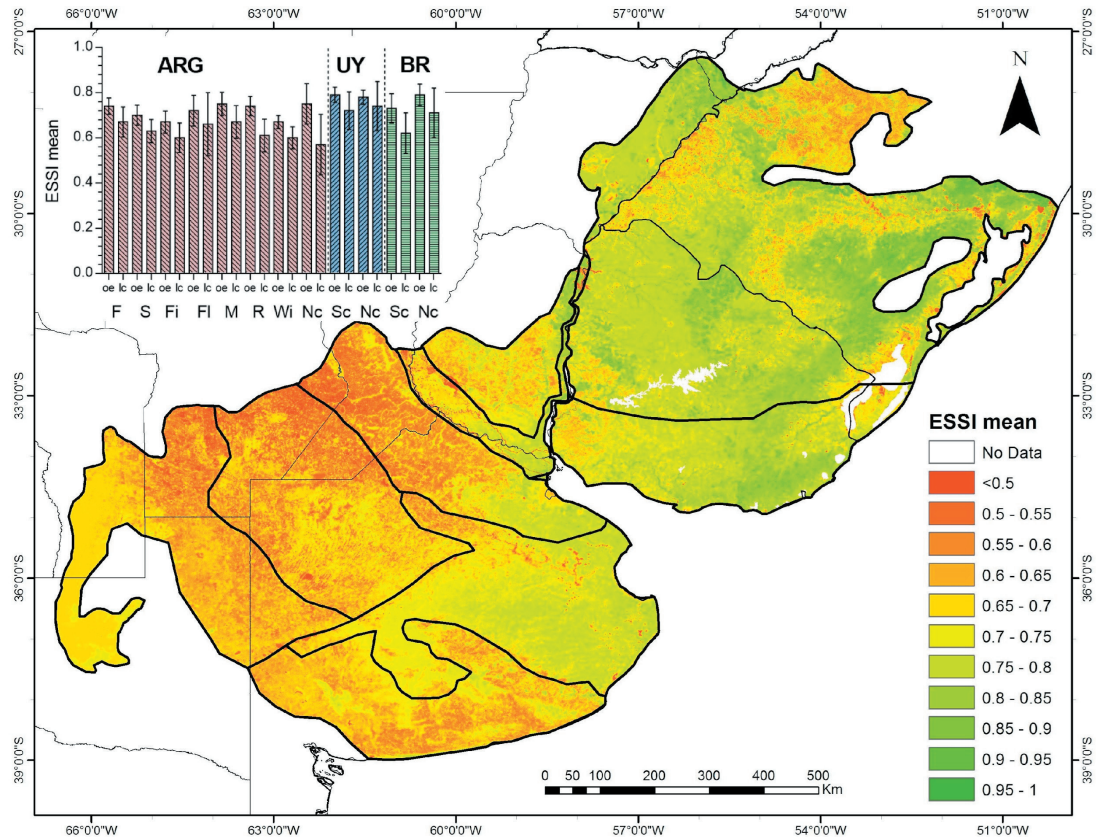 66°0'0"W 63°0'0"W 60°0'0"W 57°0'0"W 54°0'0"W 51°0'0"W
27°0'0"S
30°0'0"S
33°0'0"S
36°0'0"S
39°0'0"S
27°0'0"S
30°0'0"S
33°0'0"S
36°0'0"S
39°0'0"S
ESSI mean
1.0
0.8
0.6
0.4
0.2
0.0
ARG UY BR
oe lc oe lc oe lc oe lc oe lc oe lc oe lc oe lc oe lc oe lc oe lc oe lc
F S Fi Fl M R Wi Nc Sc Nc Sc Nc
N
ESSI mean
No Data
<0.5
0.5 - 0.55
0.55 - 0.6
0.6 - 0.65
0.65 - 0.7
0.7 - 0.75
0.75 - 0.8
0.8 - 0.85
0.85 - 0.9
0.9 - 0.95
0.95 - 1
0 50 100 200 300 400 500
Km
66°0'0"W 63°0'0"W 60°0'0"W 57°0'0"W 54°0'0"W 51°0'0"W